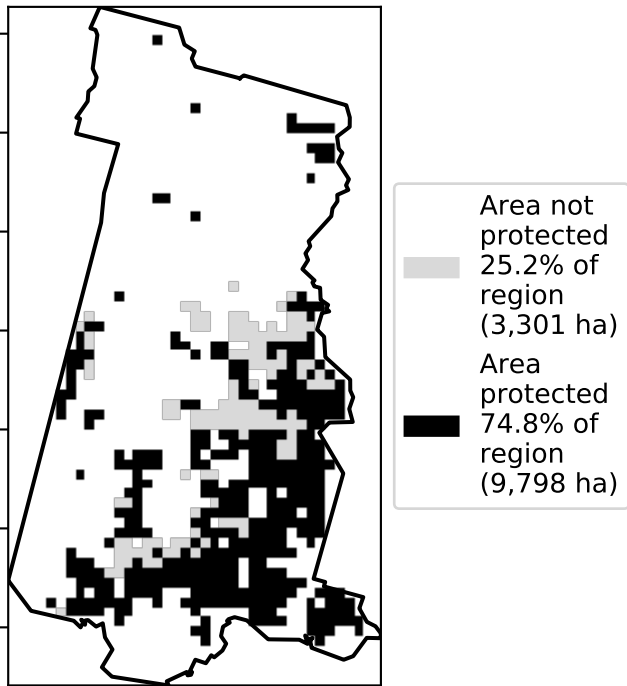 Area not
protected
25.2% of
region
(3,301 ha)
Area
protected
74.8% of
region
(9,798 ha)